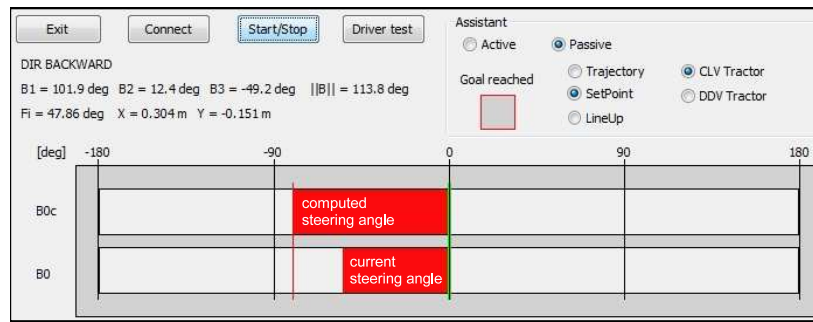 Exit Connect Start/Stop Driver test
Assistant
Active Passive
DIR BACKWARD
B1 = 101.9 deg B2 = 12.4 deg B3 = -49.2 deg ||B|| = 113.8 deg
Fi = 47.86 deg X = 0.304 m Y = -0.151 m
Goal reached
Trajectory CLV Tractor
SetPoint DDV Tractor
LineUp
[deg] -180 -90 0 90 180
B0c
computed
steering angle
B0
current
steering angle